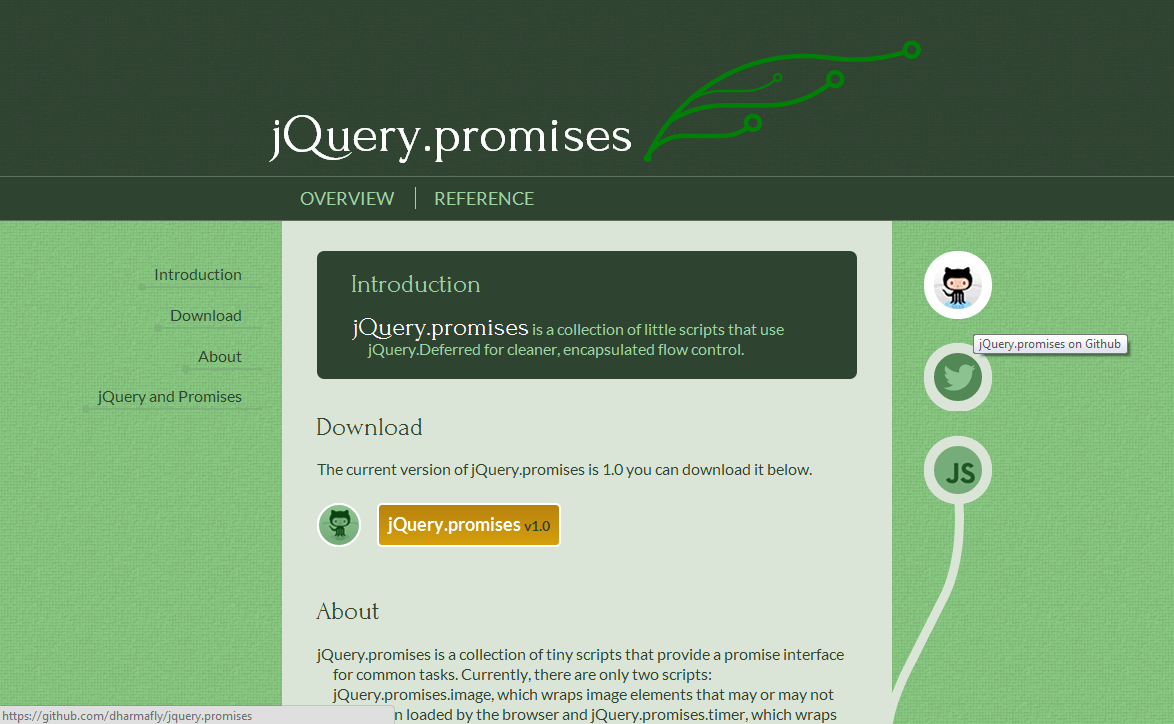 jQuery.promises
OVERVIEW
REFERENCE
Introduction
Download
About
jQuery and Promises
Introduction
jQuery.promises is a collection of little scripts that use
jQuery.Deferred for cleaner, encapsulated flow control.
Download
The current version of jQuery.promises is 1.0 you can download it below.
jQuery.promises v1.0
About
jQuery.promises is a collection of tiny scripts that provide a promise interface
for common tasks. Currently, there are only two scripts:
jQuery.promises.image, which wraps image elements that may or may not
loaded by the browser and jQuery.promises.timer, which wraps
jQuery.promises on Github
JS
https://github.com/dharmafly/jquery.promises